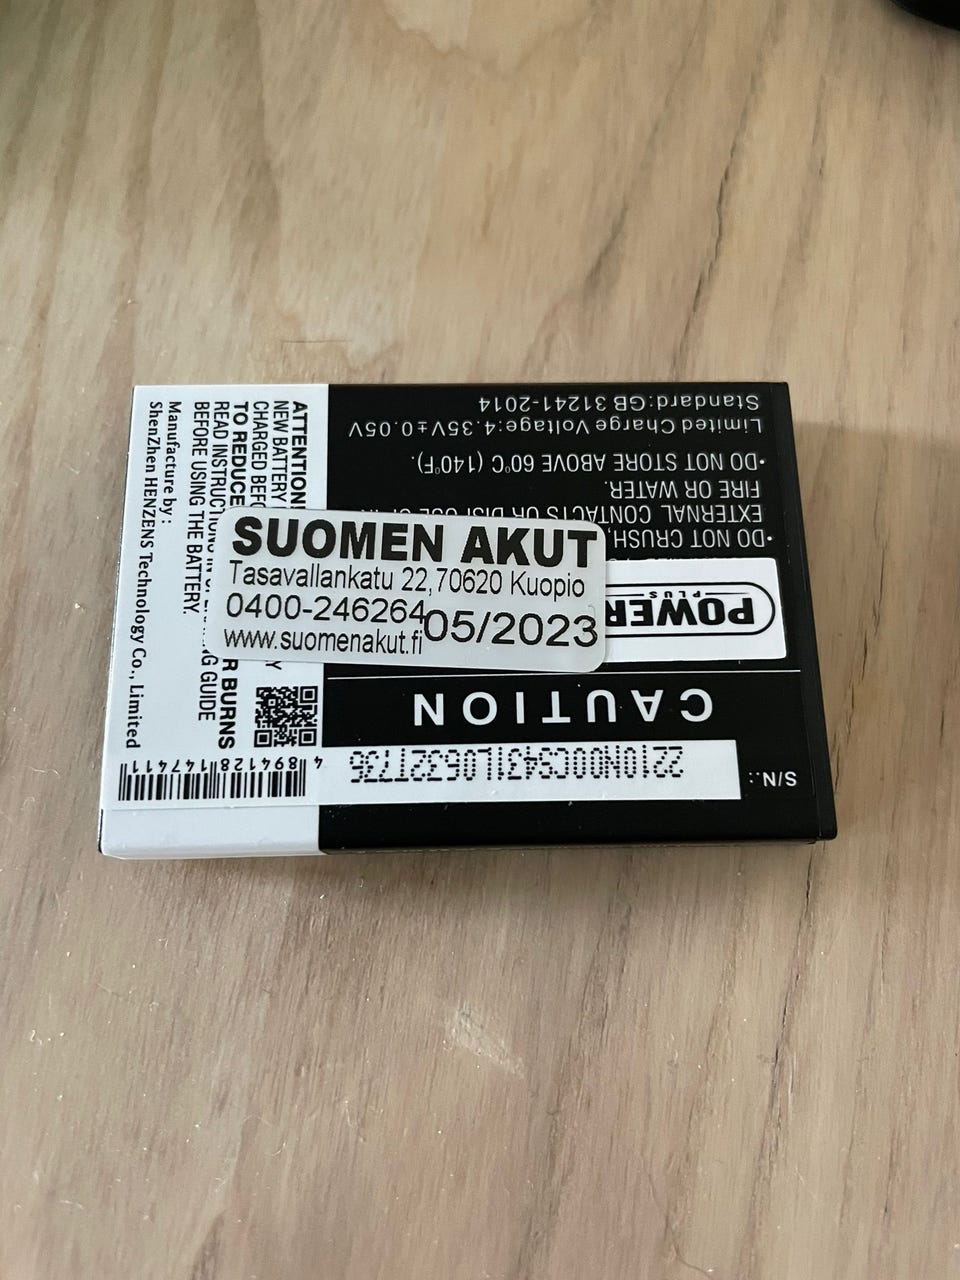 SUOMEN AKUT
Tasavallankatu 22,70620 Kuopio
0400-246264
05/2023
www.suomenakut.fi
S/N.:
2210N00CS431L0632T735
CAUTION
POWER
PLUS
•DO NOT CRUSH,
EXTERNAL CONTACTS OR
FIRE OR WATER.
•DO NOT STORE ABOVE 60°C (140°F).
Limited Charge Voltage:4.35V±0.05V
Standard:GB 31241-2014
ATTENTION!
NEW BATTERY
CHARGED
TO REDUCE BURNS
READ GUIDE
BEFORE USING THE BATTERY.
Manufacture by :
ShenZhen HENZENS Technology Co., Limited
4 894128 147411